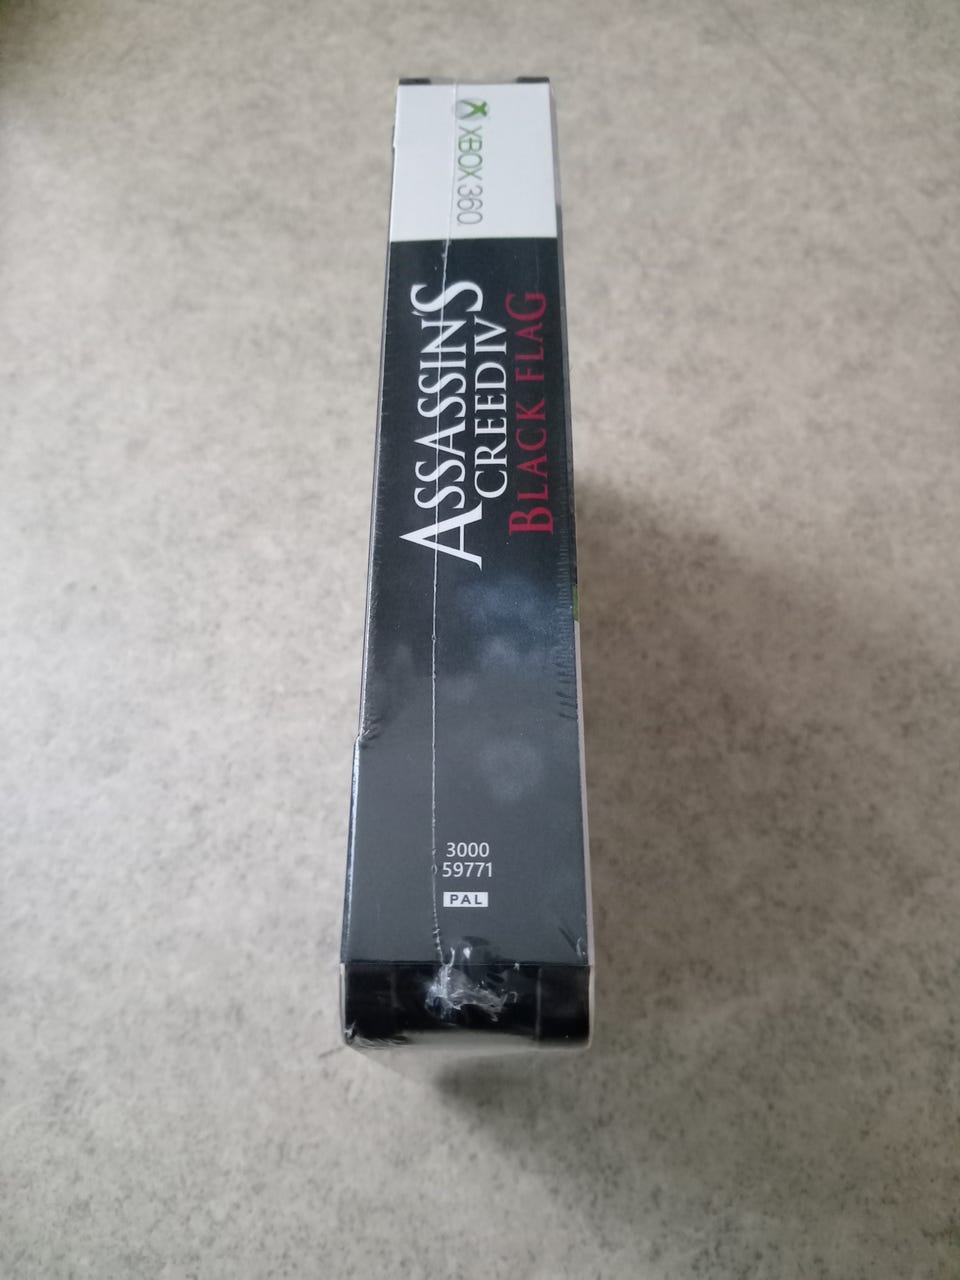 XBOX 360
ASSASSIN'S
CREED IV
BLACK FLAG
3000
59771
PAL